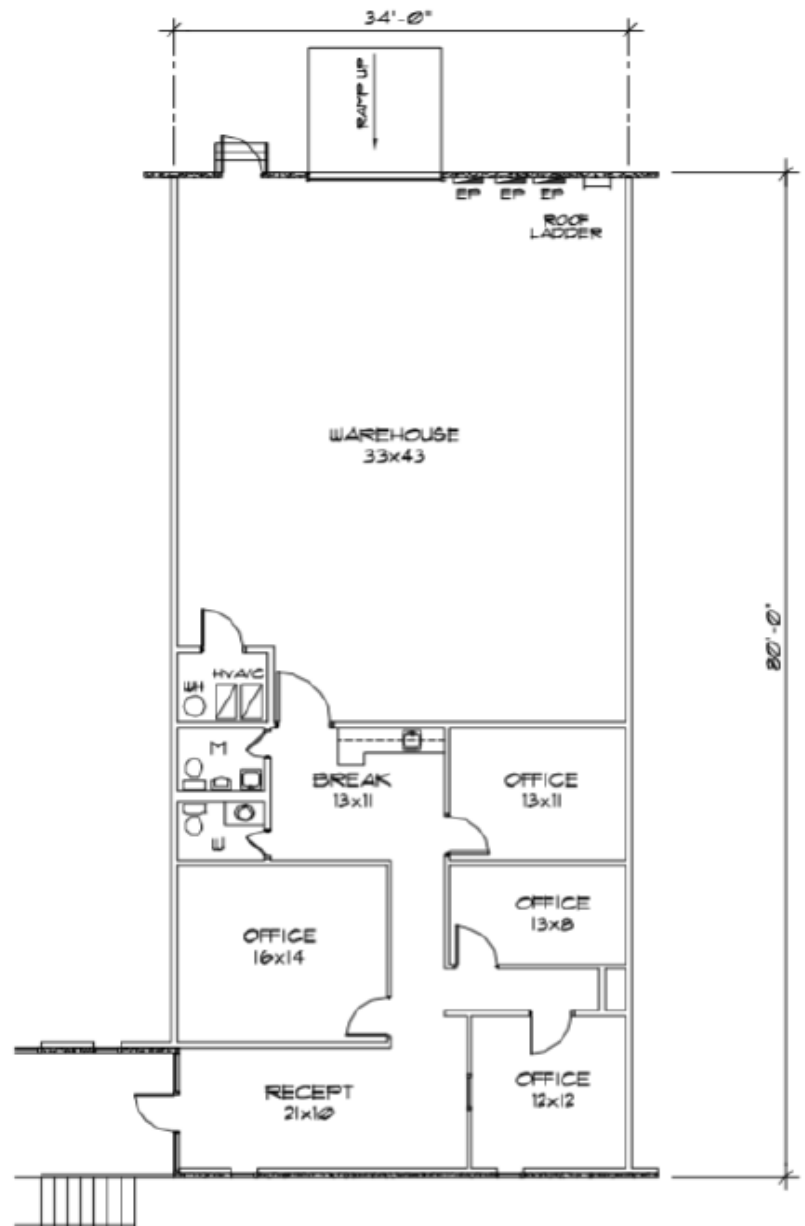 34'-0"
RAMP UP
EP EP EP
ROOF
LADDER
WAREHOUSE
33x43
80'-0"
HVAC
WH
M
BREAK
13x11
OFFICE
13x11
W
OFFICE
13x8
OFFICE
16x14
OFFICE
12x12
RECEPT
21x10